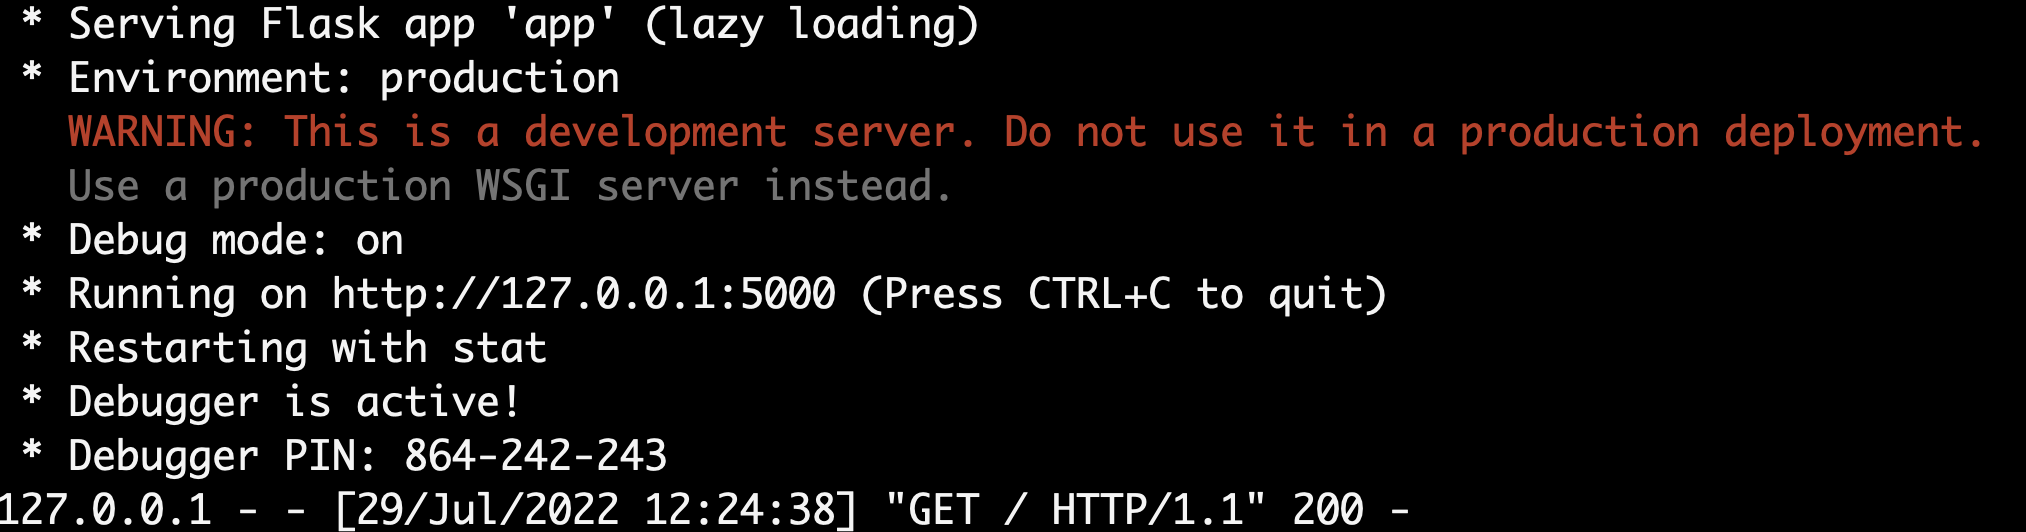 * Serving Flask app 'app' (lazy loading)
* Environment: production
WARNING: This is a development server. Do not use it in a production deployment.
Use a production WSGI server instead.
* Debug mode: on
* Running on http://127.0.0.1:5000 (Press CTRL+C to quit)
* Restarting with stat
* Debugger is active!
* Debugger PIN: 864-242-243
127.0.0.1 - - [29/Jul/2022 12:24:38] "GET / HTTP/1.1" 200 -